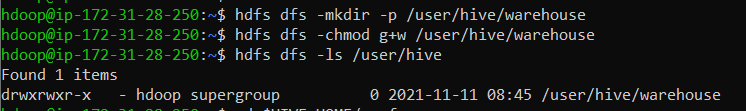 hdoop@ip-172-31-28-250:~$ hdfs dfs -mkdir -p /user/hive/warehouse
hdoop@ip-172-31-28-250:~$ hdfs dfs -chmod g+w /user/hive/warehouse
hdoop@ip-172-31-28-250:~$ hdfs dfs -ls /user/hive
Found 1 items
drwxrwxr-x   - hdoop supergroup          0 2021-11-11 08:45 /user/hive/warehouse